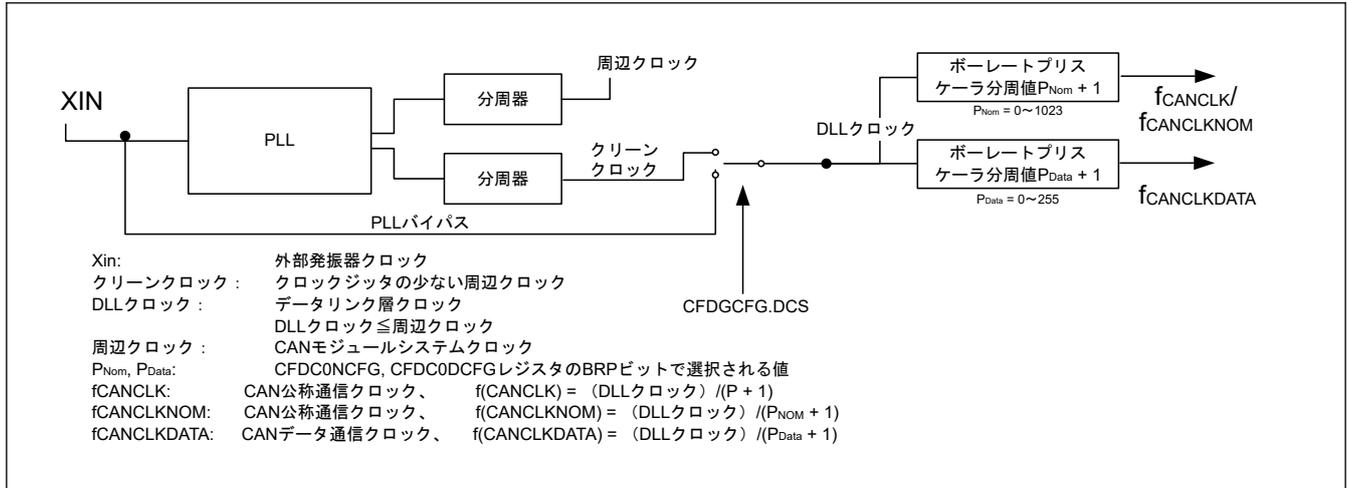 XIN
PLL
分周器
周辺クロック
分周器
クリーン
クロック
PLLバイパス
CFDGCFG.DCS
DLLクロック
ボーレートプリス
ケーラ分周値PNom + 1
PNom = 0～1023
fCANCLK/
fCANCLKNOM
ボーレートプリス
ケーラ分周値PData + 1
PData = 0～255
fCANCLKDATA
Xin: 外部発振器クロック
クリーンクロック： クロックジッタの少ない周辺クロック
DLLクロック： データリンク層クロック
DLLクロック≦周辺クロック
周辺クロック： CANモジュールシステムクロック
PNom, PData: CFDC0NCFG, CFDC0DCFGレジスタのBRPビットで選択される値
fCANCLK: CAN公称通信クロック、 f(CANCLK) = （DLLクロック）/(P + 1)
fCANCLKNOM: CAN公称通信クロック、 f(CANCLKNOM) = （DLLクロック）/(PNOM + 1)
fCANCLKDATA: CANデータ通信クロック、 f(CANCLKDATA) = （DLLクロック）/(PData + 1)